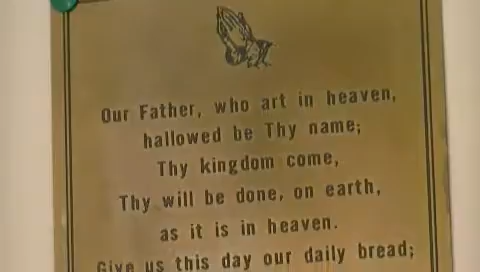 Our Father, who art in heaven,
hallowed be Thy name;
Thy kingdom come,
Thy will be done, on earth,
as it is in heaven.
Give us this day our daily bread;